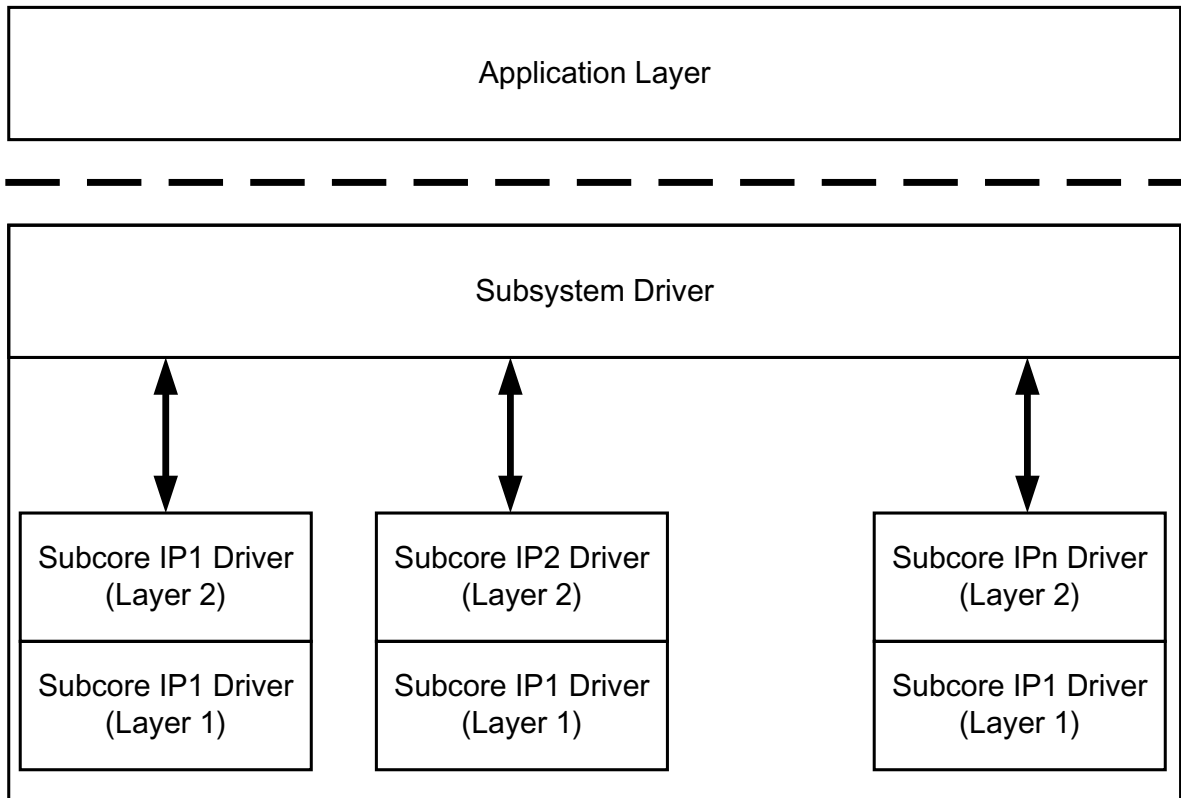 Application Layer
Subsystem Driver
Subcore IP1 Driver
(Layer 2)
Subcore IP1 Driver
(Layer 1)
Subcore IP2 Driver
(Layer 2)
Subcore IP1 Driver
(Layer 1)
Subcore IPn Driver
(Layer 2)
Subcore IP1 Driver
(Layer 1)